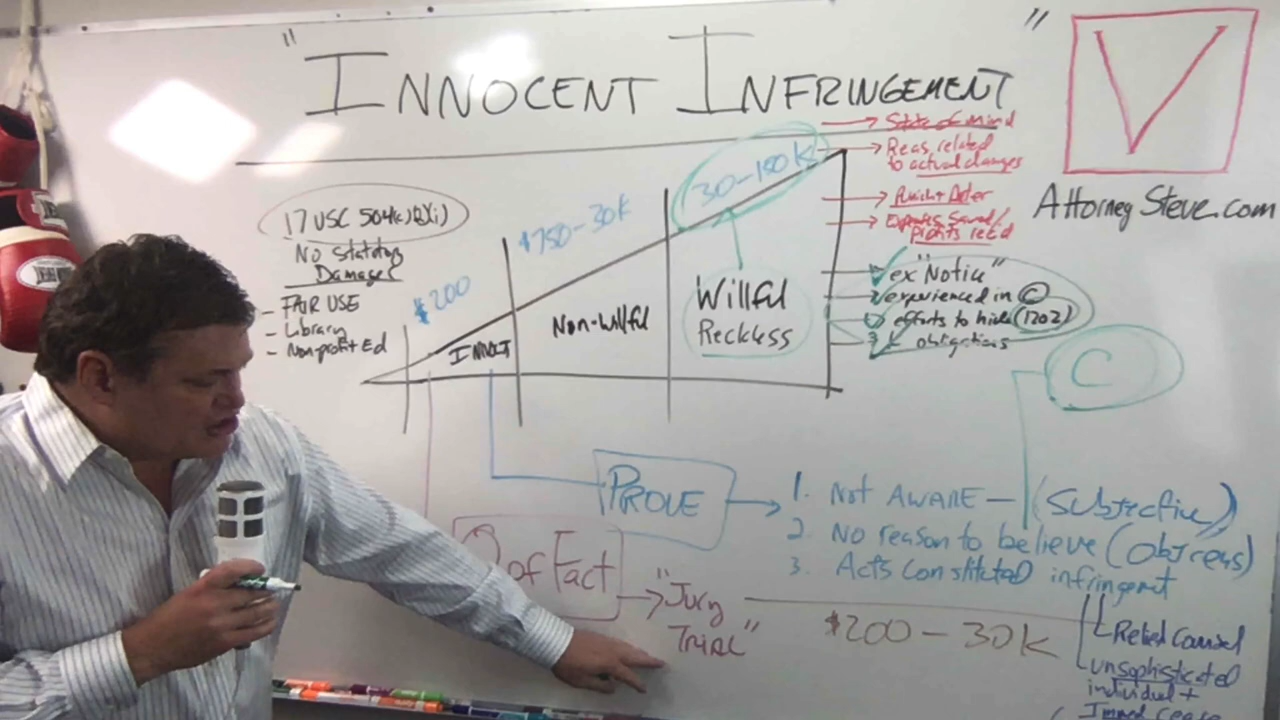 " INNOCENT INFRINGEMENT "
V
AttorneySteve.com
17 USC 504(c)(2)(i)
No Statutory
Damages
- FAIR USE
- Library
- Nonprofit Ed
$200
$750-30K
30-150K
INNO
Non-Willful
Willful
Reckless
→ State of Mind
→ Reas, related
to actual damages
→ Punish + Deter
→ Expenses Saved/
Profits
ex "Notice"
experienced in ©
efforts to hide (1202)
K obligations
C
PROVE
1. Not AWARE - (Subjective)
2. No reason to believe
3. Acts Constituted infringement
Q of Fact
"Jury
Trial"
$200 - 30K
Relied Counsel
Unsophisticated
individual +